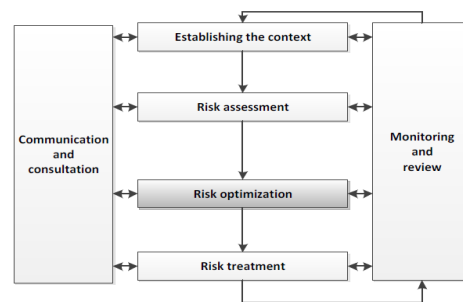 Establishing the context
Risk assessment
Communication
and
consultation
Monitoring
and
review
Risk optimization
Risk treatment